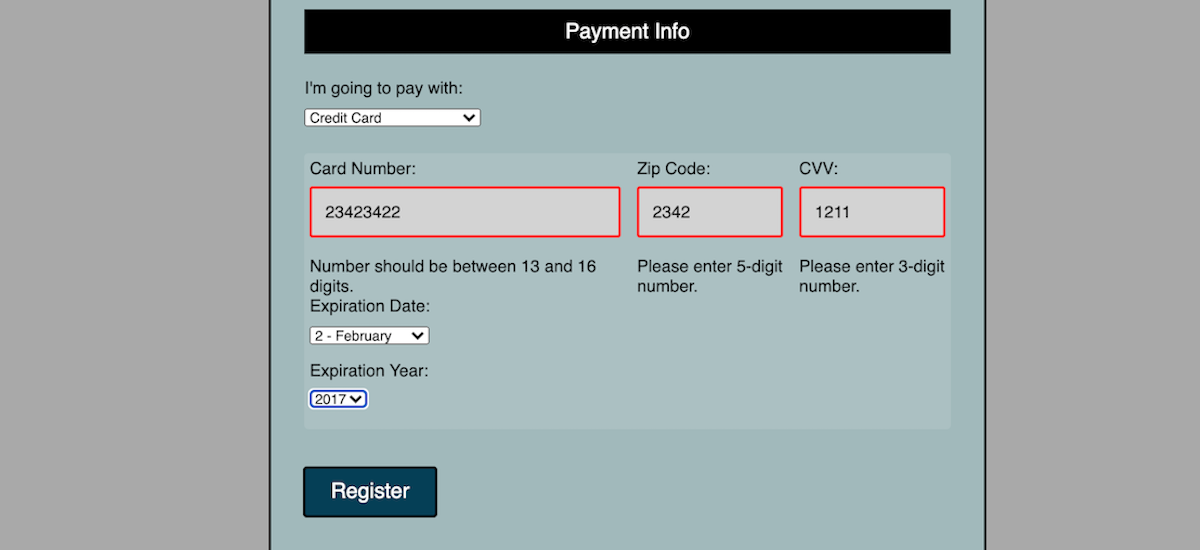 Payment Info
I'm going to pay with:
Credit Card
Card Number:
Zip Code:
CVV:
23423422
2342
1211
Number should be between 13 and 16
digits.
Please enter 5-digit
number.
Please enter 3-digit
number.
Expiration Date:
2 - February
Expiration Year:
2017
Register